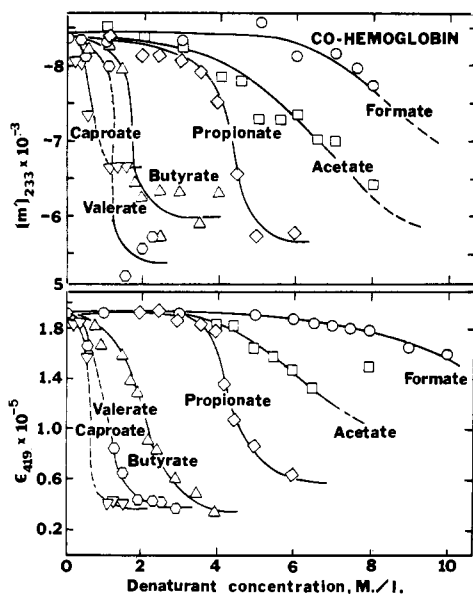 CO-HEMOGLOBIN
[m']233 × 10-3
-8
-7
-6
5
Caproate
Valerate
Butyrate
Propionate
Formate
Acetate
ϵ419 × 10-5
1.8
1.4
1.0
0.6
0.2
Valerate
Caproate
Butyrate
Propionate
Formate
Acetate
0 2 4 6 8 10
Denaturant concentration, M./l.